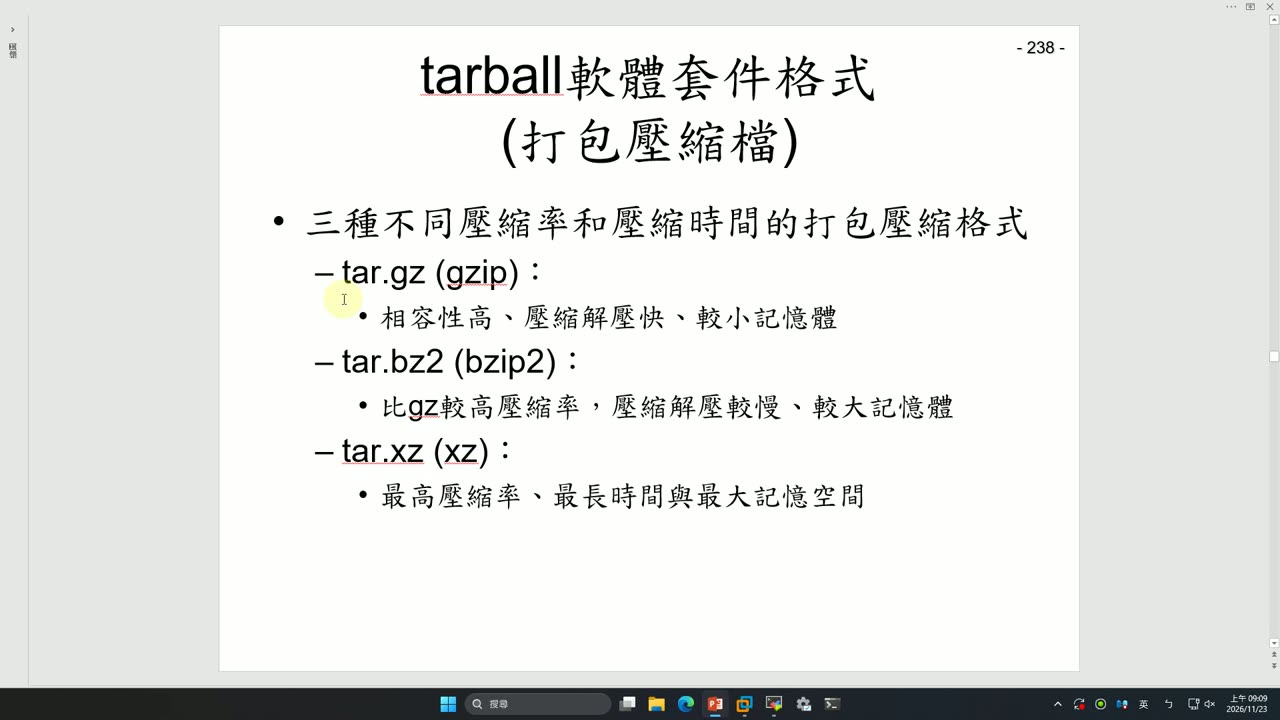 - 238 -
tarball軟體套件格式
(打包壓縮檔)
• 三種不同壓縮率和壓縮時間的打包壓縮格式
– tar.gz (gzip)：
• 相容性高、壓縮解壓快、較小記憶體
– tar.bz2 (bzip2)：
• 比gz較高壓縮率，壓縮解壓較慢、較大記憶體
– tar.xz (xz)：
• 最高壓縮率、最長時間與最大記憶空間
搜尋
英
ㄅ
上午 09:09
2026/11/23